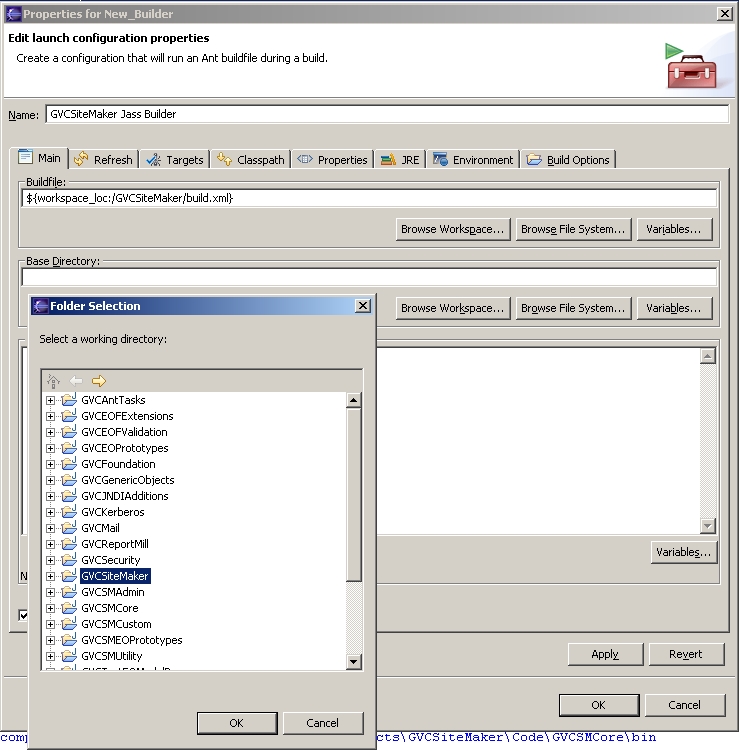 Properties for New_Builder
Edit launch configuration properties
Create a configuration that will run an Ant buildfile during a build.
Name: GVCSiteMaker Jass Builder
Main Refresh Targets Classpath Properties JRE Environment Build Options
Buildfile:
${workspace_loc:/GVCSiteMaker/build.xml}
Browse Workspace... Browse File System... Variables...
Base Directory:
Browse Workspace... Browse File System... Variables...
Folder Selection
Select a working directory:
GVCAntTasks
GVCEOFExtensions
GVCEOFValidation
GVCEOPrototypes
GVCFoundation
GVCGenericObjects
GVCJNDIAdditions
GVCKerberos
GVCMail
GVCReportMill
GVCSecurity
GVCSiteMaker
GVCSMAdmin
GVCSMCore
GVCSMCustom
GVCSMEOPrototypes
GVCSMUtility
OK Cancel
Variables...
N
Apply Revert
OK Cancel
comp cts\GVCSiteMaker\Code\GVCSMCore\bin